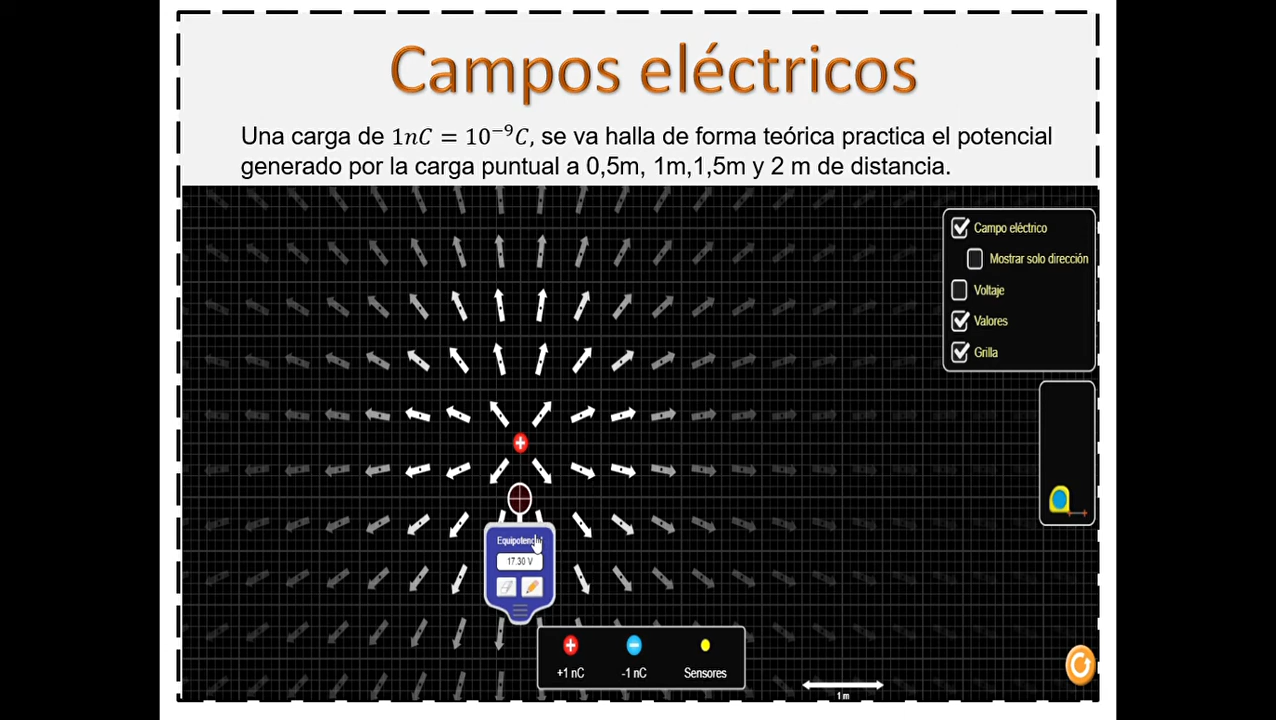 Campos eléctricos
Una carga de 1nC = 10⁻⁹C, se va halla de forma teórica practica el potencial
generado por la carga puntual a 0,5m, 1m,1,5m y 2 m de distancia.
Campo eléctrico
Mostrar solo dirección
Voltaje
Valores
Grilla
17.30 V
+1 nC
-1 nC
Sensores
1 m